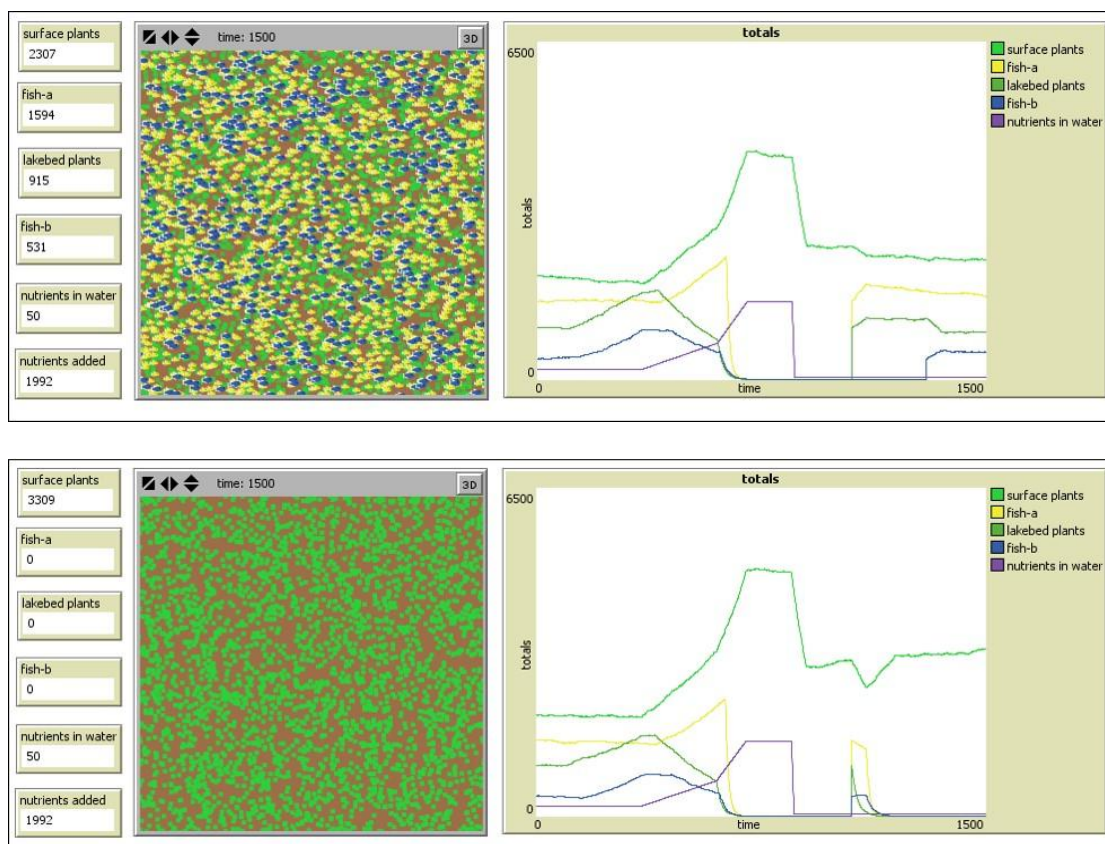 surface plants
2307
fish-a
1594
lakebed plants
915
fish-b
531
nutrients in water
50
nutrients added
1992
time: 1500
3D
totals
6500
totals
0
0
time
1500
surface plants
fish-a
lakebed plants
fish-b
nutrients in water
surface plants
3309
fish-a
0
lakebed plants
0
fish-b
0
nutrients in water
50
nutrients added
1992
time: 1500
3D
totals
6500
totals
0
0
time
1500
surface plants
fish-a
lakebed plants
fish-b
nutrients in water